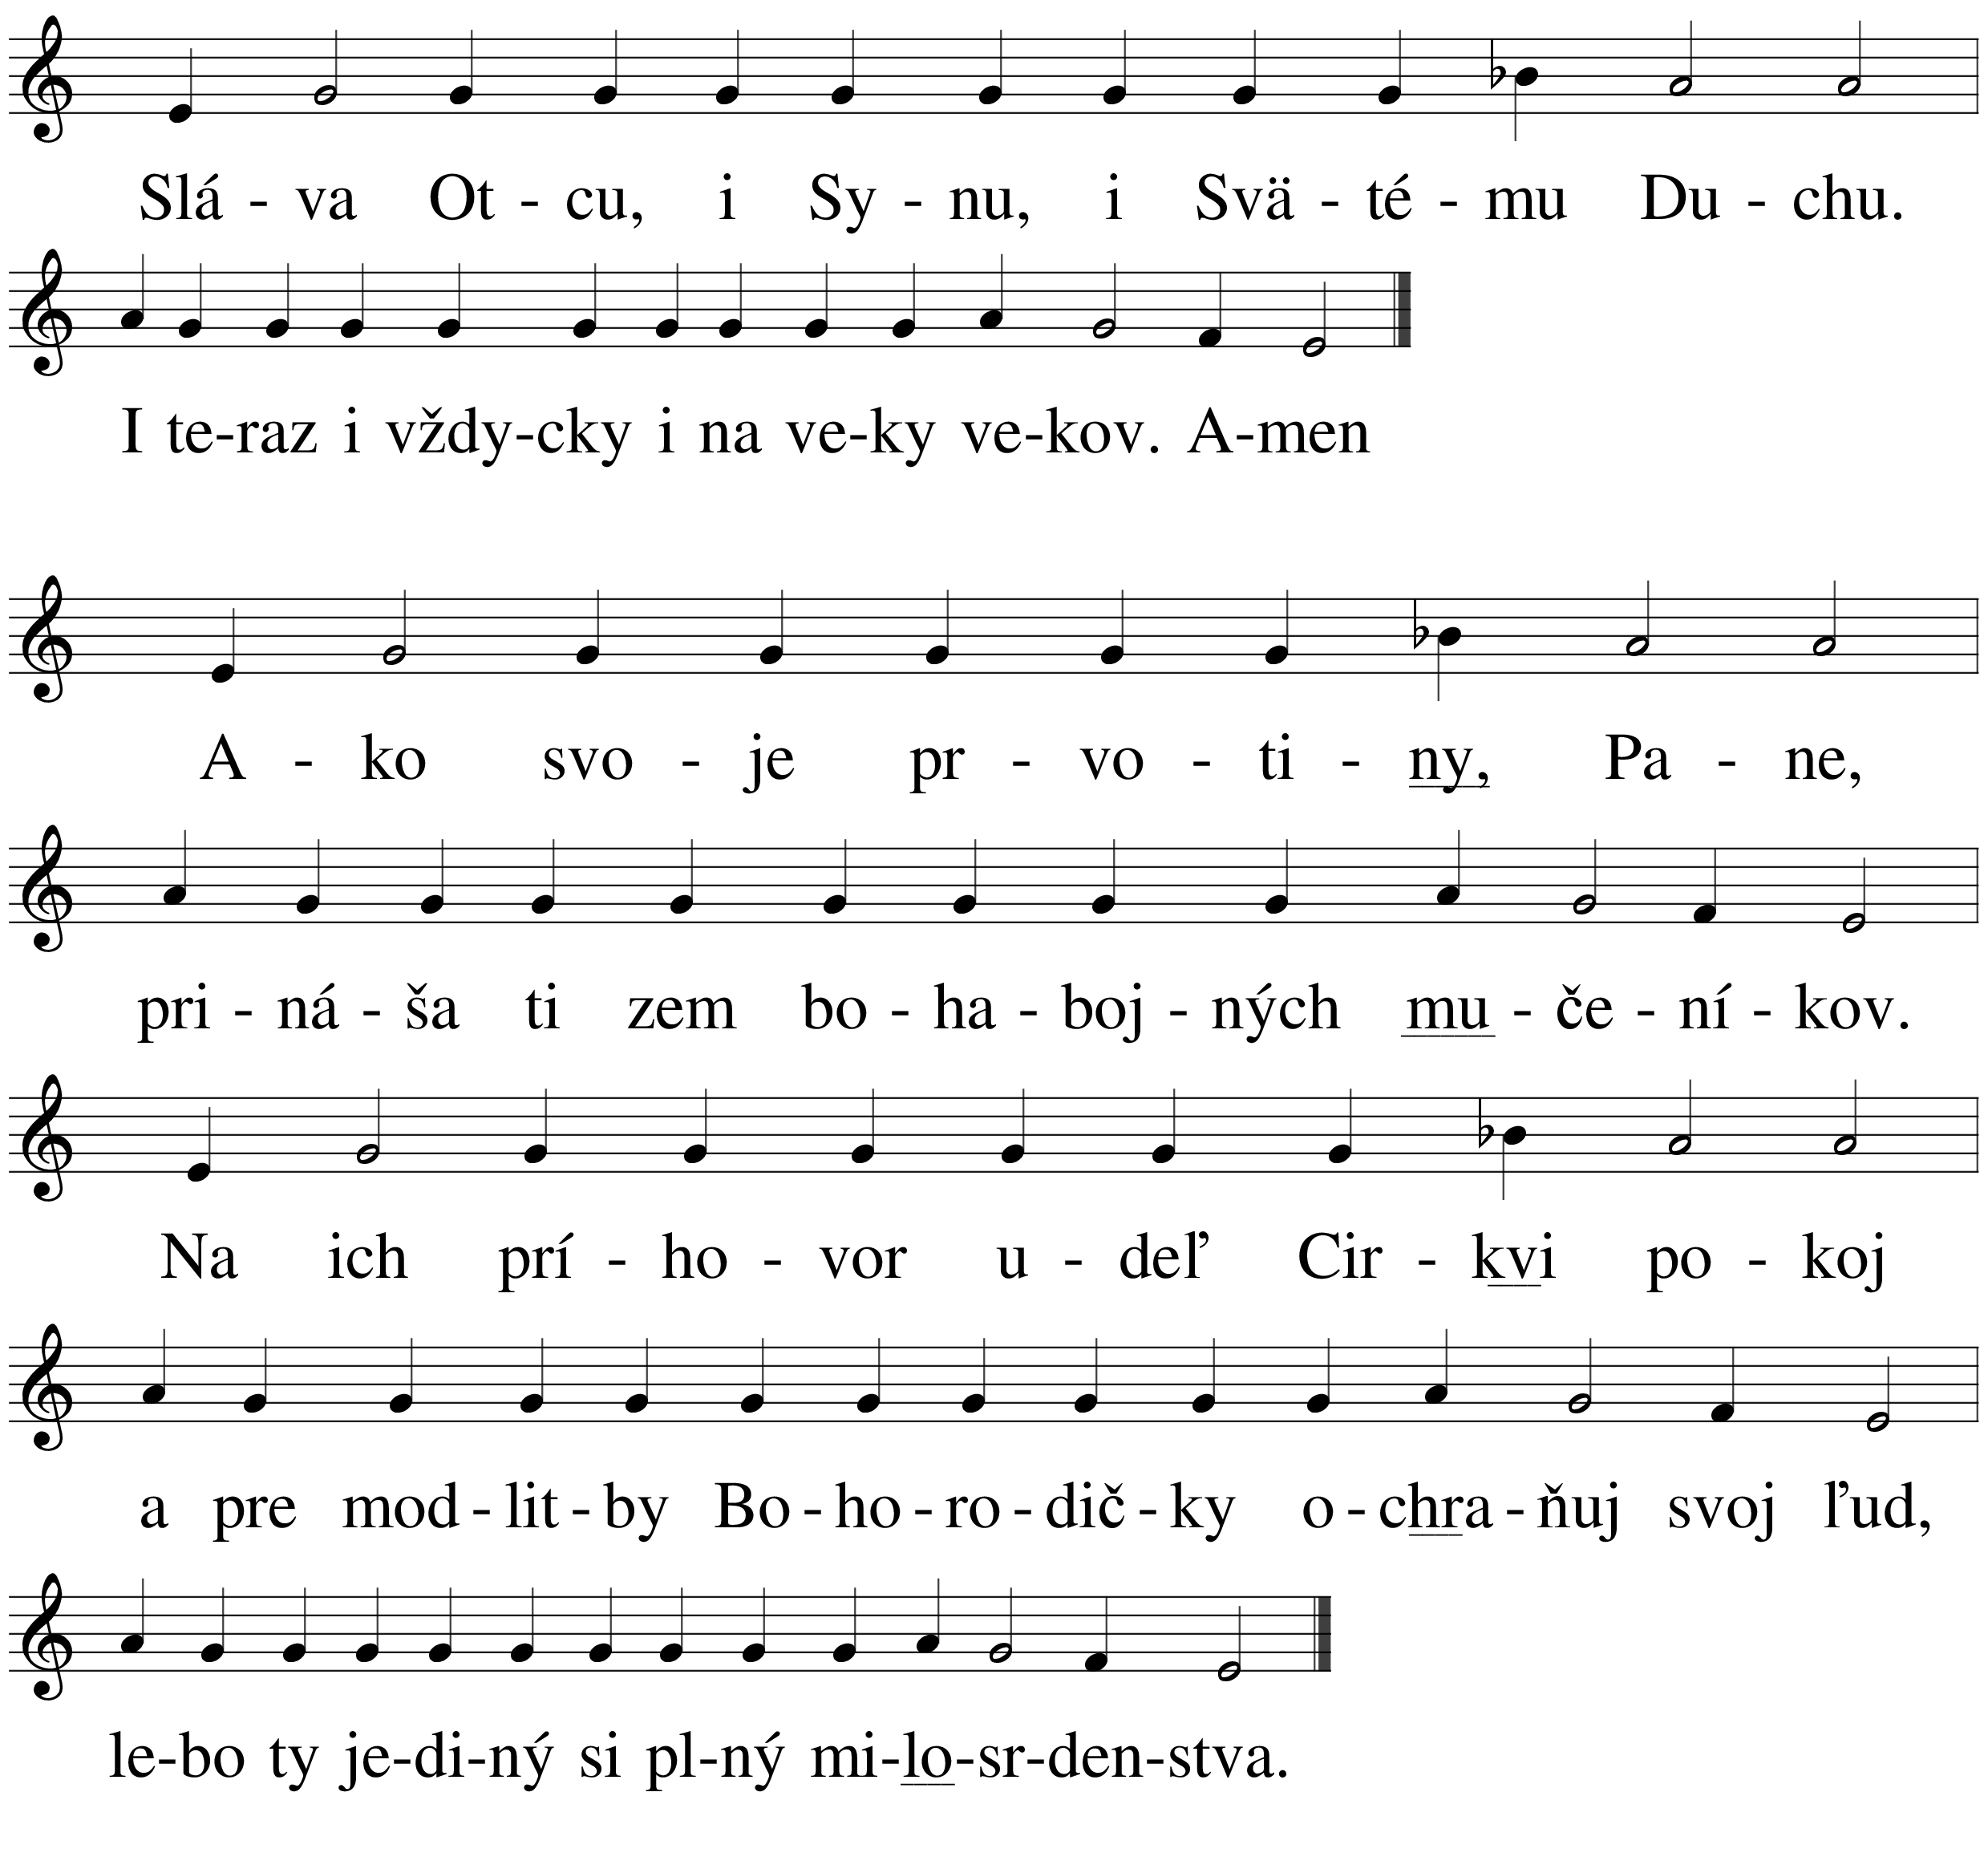 Slá - va Ot - cu, i Sy - nu, i Svä - té - mu Du - chu.
I te-raz i vždy-cky i na ve-ky ve-kov. A-men
A - ko svo - je pr - vo - ti - ny, Pa - ne,
pri - ná - ša ti zem bo - ha - boj - ných mu - če - ní - kov.
Na ich prí - ho - vor u - deľ Cir - kvi po - koj
a pre mod - lit - by Bo - ho - ro - dič - ky o - chra - ňuj svoj ľud,
le-bo ty je-di-ný si pl-ný mi-lo-sr-den-stva.